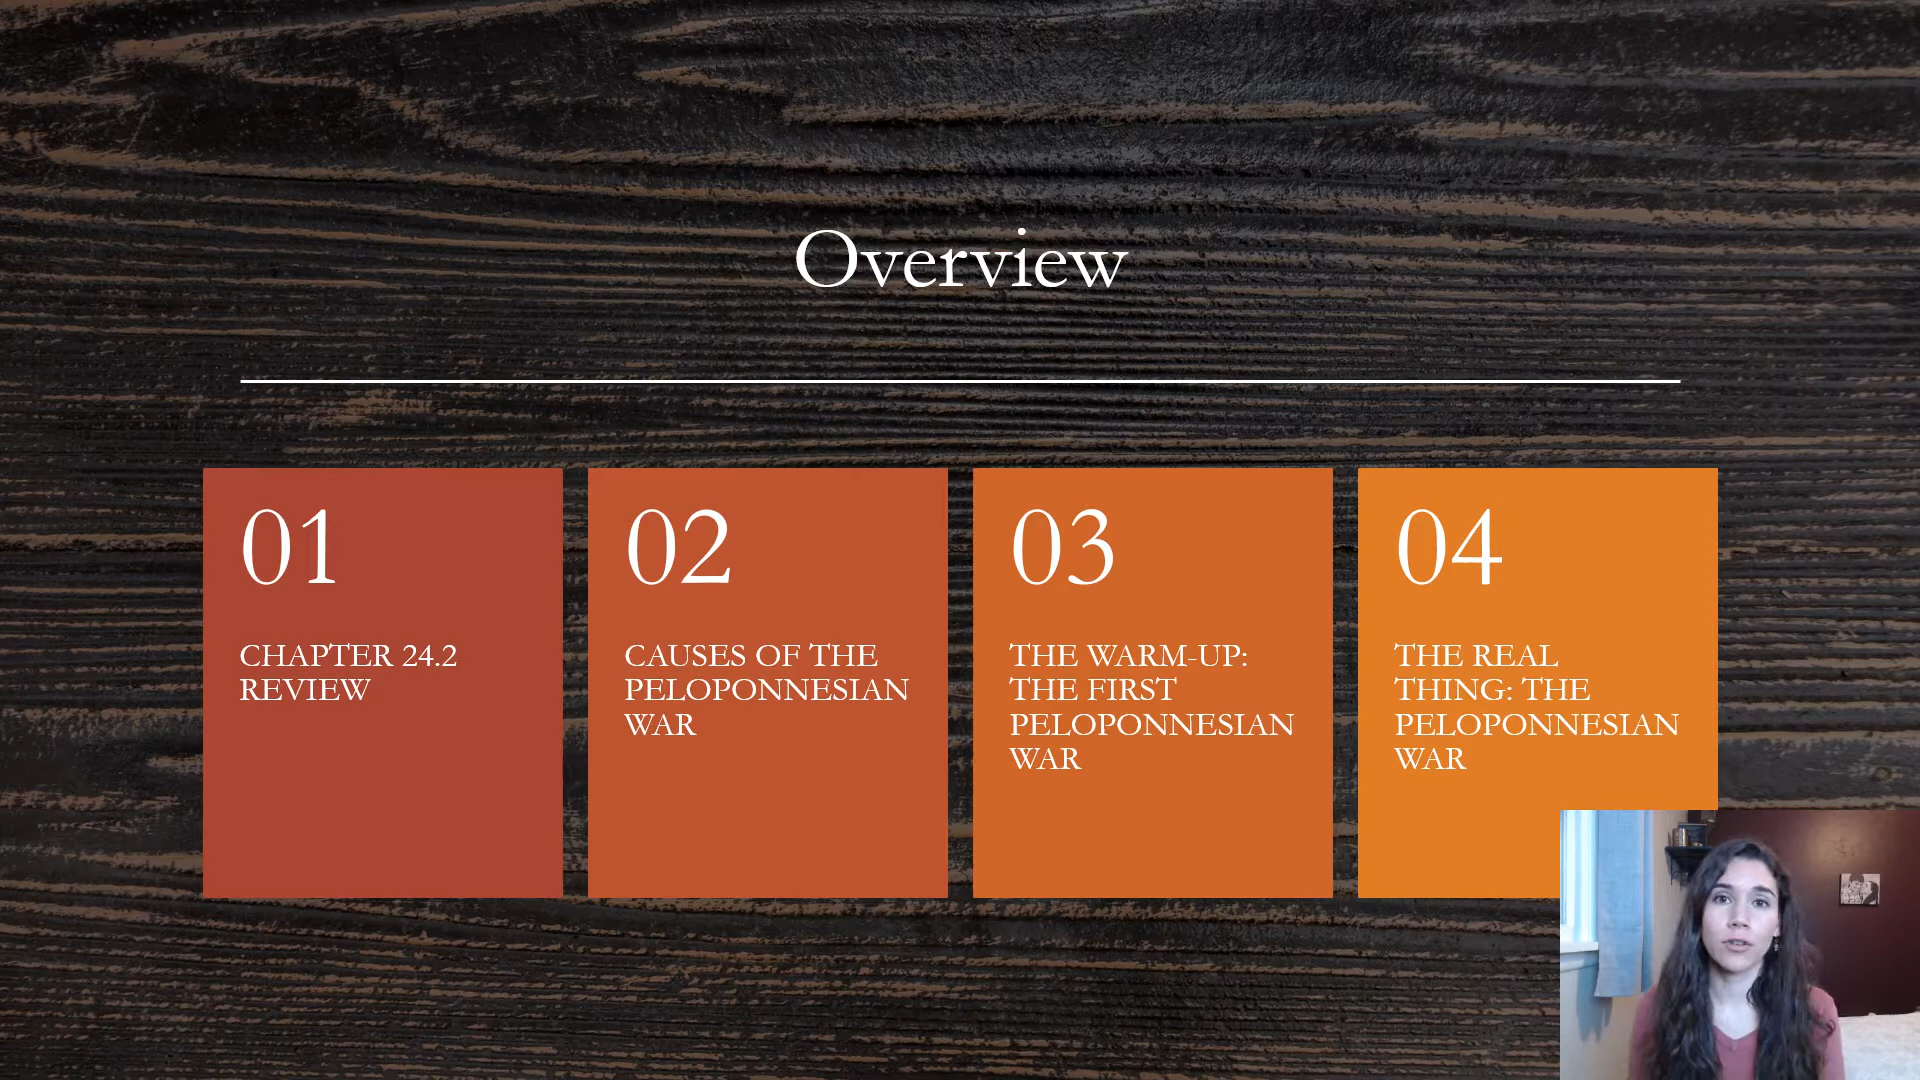 Overview
01
CHAPTER 24.2
REVIEW
02
CAUSES OF THE
PELOPONNESIAN
WAR
03
THE WARM-UP:
THE FIRST
PELOPONNESIAN
WAR
04
THE REAL
THING: THE
PELOPONNESIAN
WAR